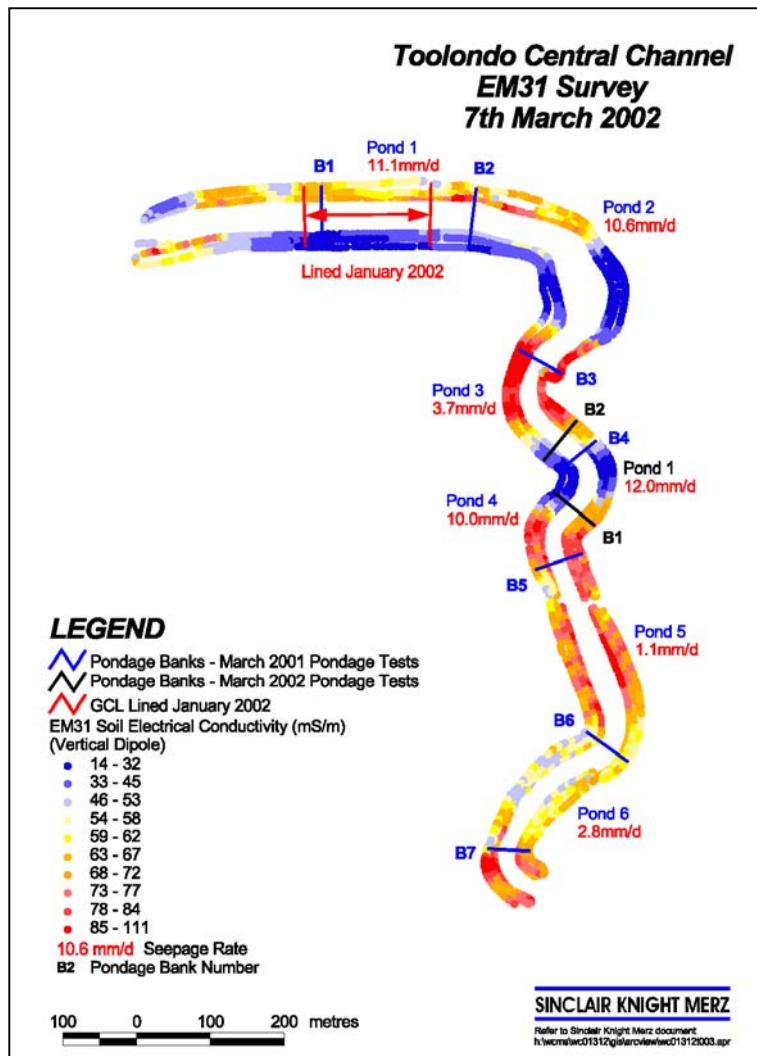 Toolondo Central Channel
EM31 Survey
7th March 2002
Pond 1
11.1mm/d
B1
B2
Pond 2
10.6mm/d
Lined January 2002
B3
Pond 3
3.7mm/d
B2
B4
Pond 1
12.0mm/d
Pond 4
10.0mm/d
B1
B5
Pond 5
1.1mm/d
B6
Pond 6
2.8mm/d
B7
LEGEND
Pondage Banks - March 2001 Pondage Tests
Pondage Banks - March 2002 Pondage Tests
GCL Lined January 2002
EM31 Soil Electrical Conductivity (mS/m)
(Vertical Dipole)
14 - 32
33 - 45
46 - 53
54 - 58
59 - 62
63 - 67
68 - 72
73 - 77
78 - 84
85 - 111
10.6 mm/d Seepage Rate
B2 Pondage Bank Number
100 0 100 200 metres
SINCLAIR KNIGHT MERZ
Refer to Sinclair Knight Merz document